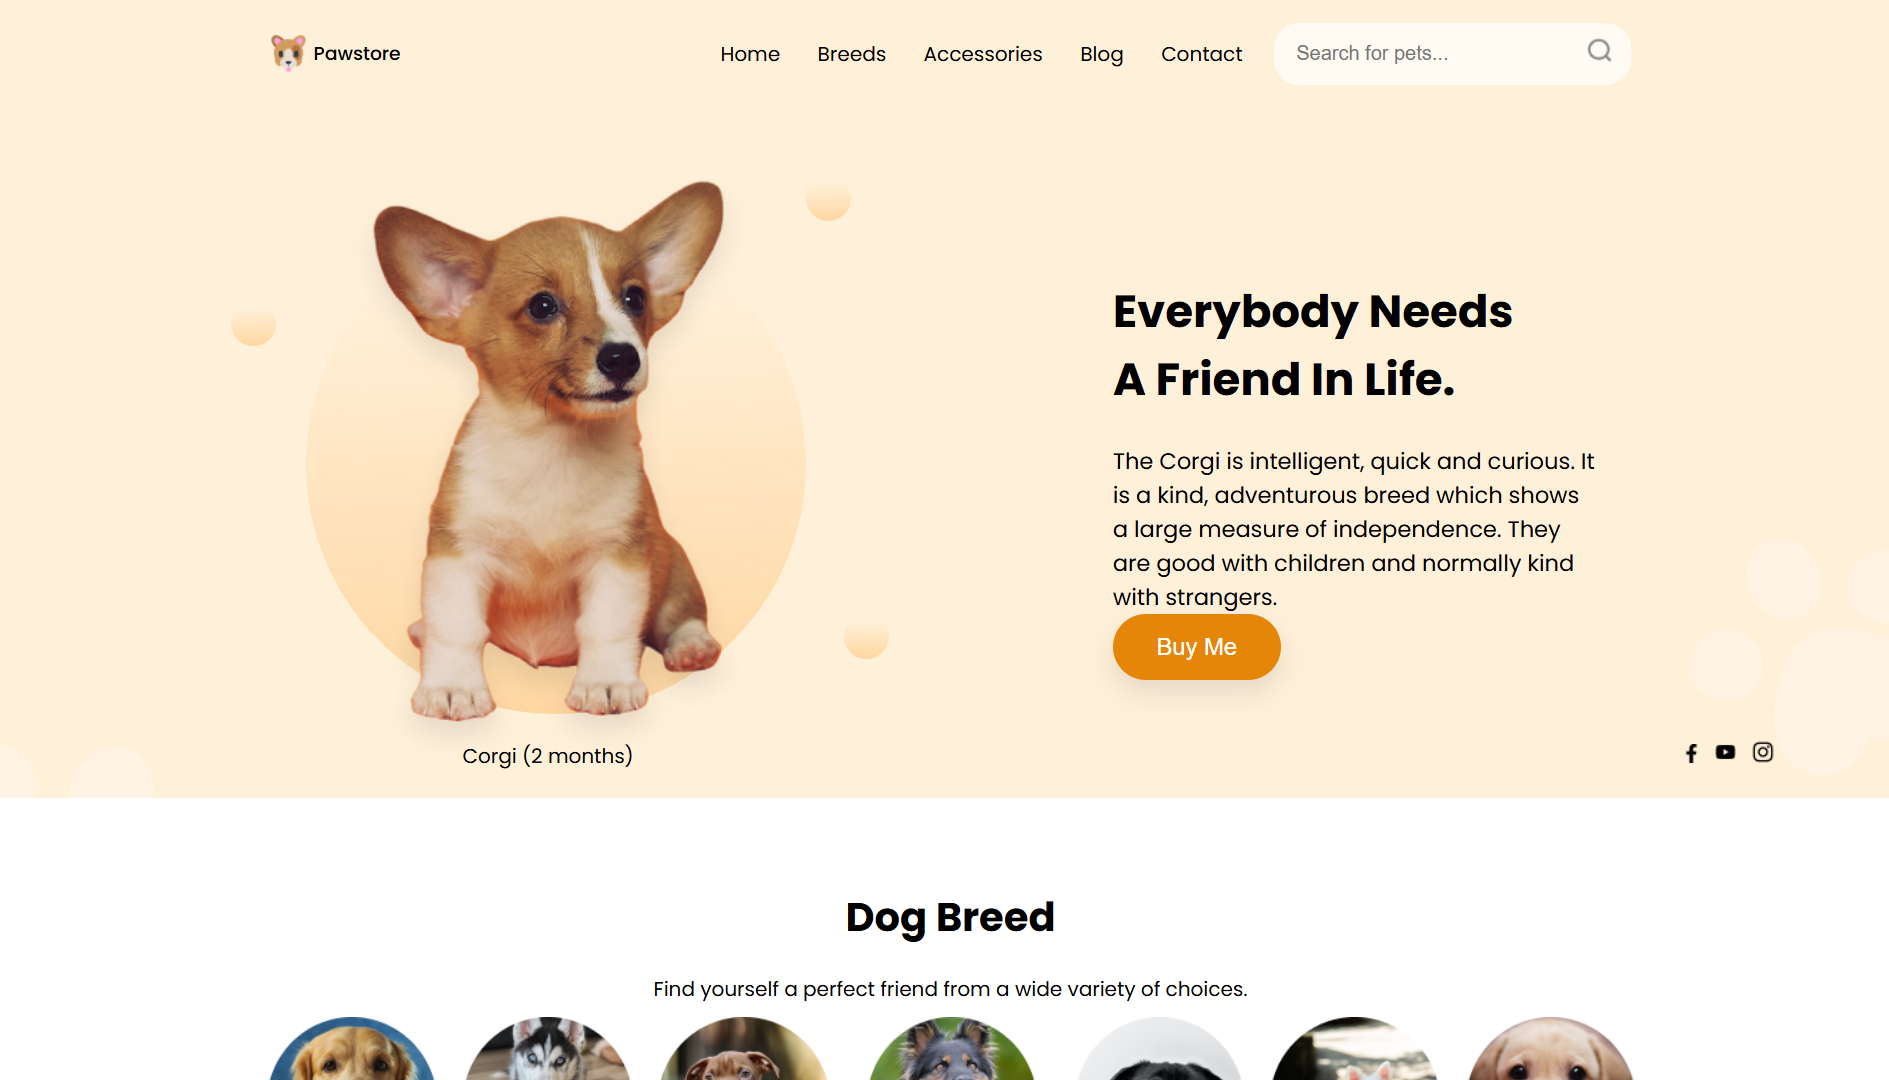 Pawstore
Home Breeds Accessories Blog Contact
Search for pets...
Everybody Needs
A Friend In Life.
The Corgi is intelligent, quick and curious. It
is a kind, adventurous breed which shows
a large measure of independence. They
are good with children and normally kind
with strangers.
Buy Me
Corgi (2 months)
Dog Breed
Find yourself a perfect friend from a wide variety of choices.